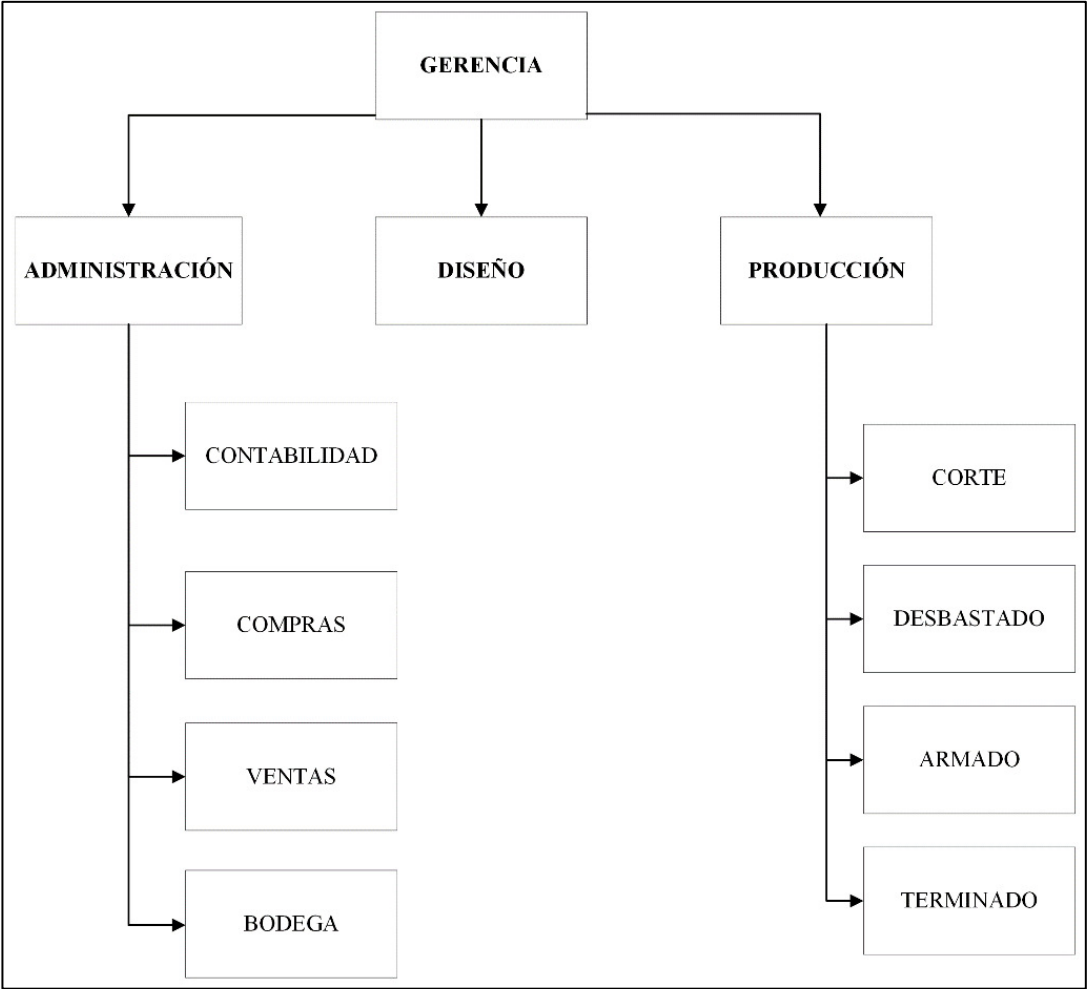 GERENCIA
ADMINISTRACIÓN
DISEÑO
PRODUCCIÓN
CONTABILIDAD
COMPRAS
VENTAS
BODEGA
CORTE
DESBASTADO
ARMADO
TERMINADO